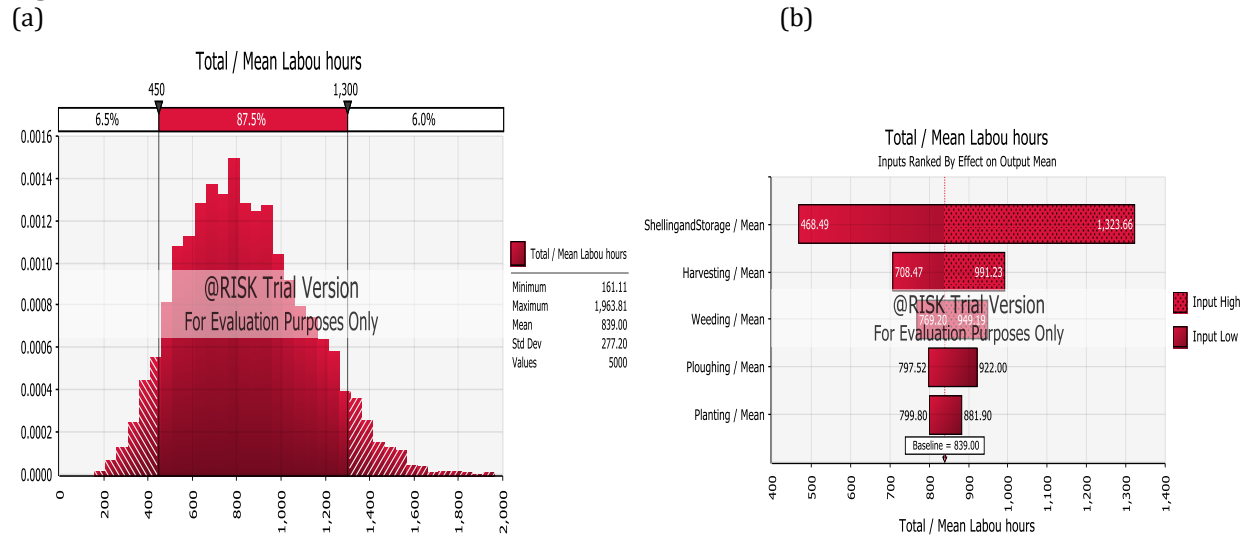 (a)
Total / Mean Labou hours
450
1,300
6.5%
87.5%
6.0%
0.0016
0.0014
0.0012
0.0010
0.0008
0.0006
0.0004
0.0002
0.0000
0
200
400
600
800
1,000
1,200
1,400
1,600
1,800
2,000
@RISK Trial Version
For Evaluation Purposes Only
Total / Mean Labou hours
Minimum 161.11
Maximum 1,963.81
Mean 839.00
Std Dev 277.20
Values 5000
(b)
Total / Mean Labou hours
Inputs Ranked By Effect on Output Mean
ShellingandStorage / Mean
468.49
1,323.66
Harvesting / Mean
708.47
991.23
@RISK Trial Version
Weeding / Mean
769.20
949.19
For Evaluation Purposes Only
Ploughing / Mean
797.52
922.00
Planting / Mean
799.80
881.90
Baseline = 839.00
400
500
600
700
800
900
1,000
1,100
1,200
1,300
1,400
Total / Mean Labou hours
Input High
Input Low